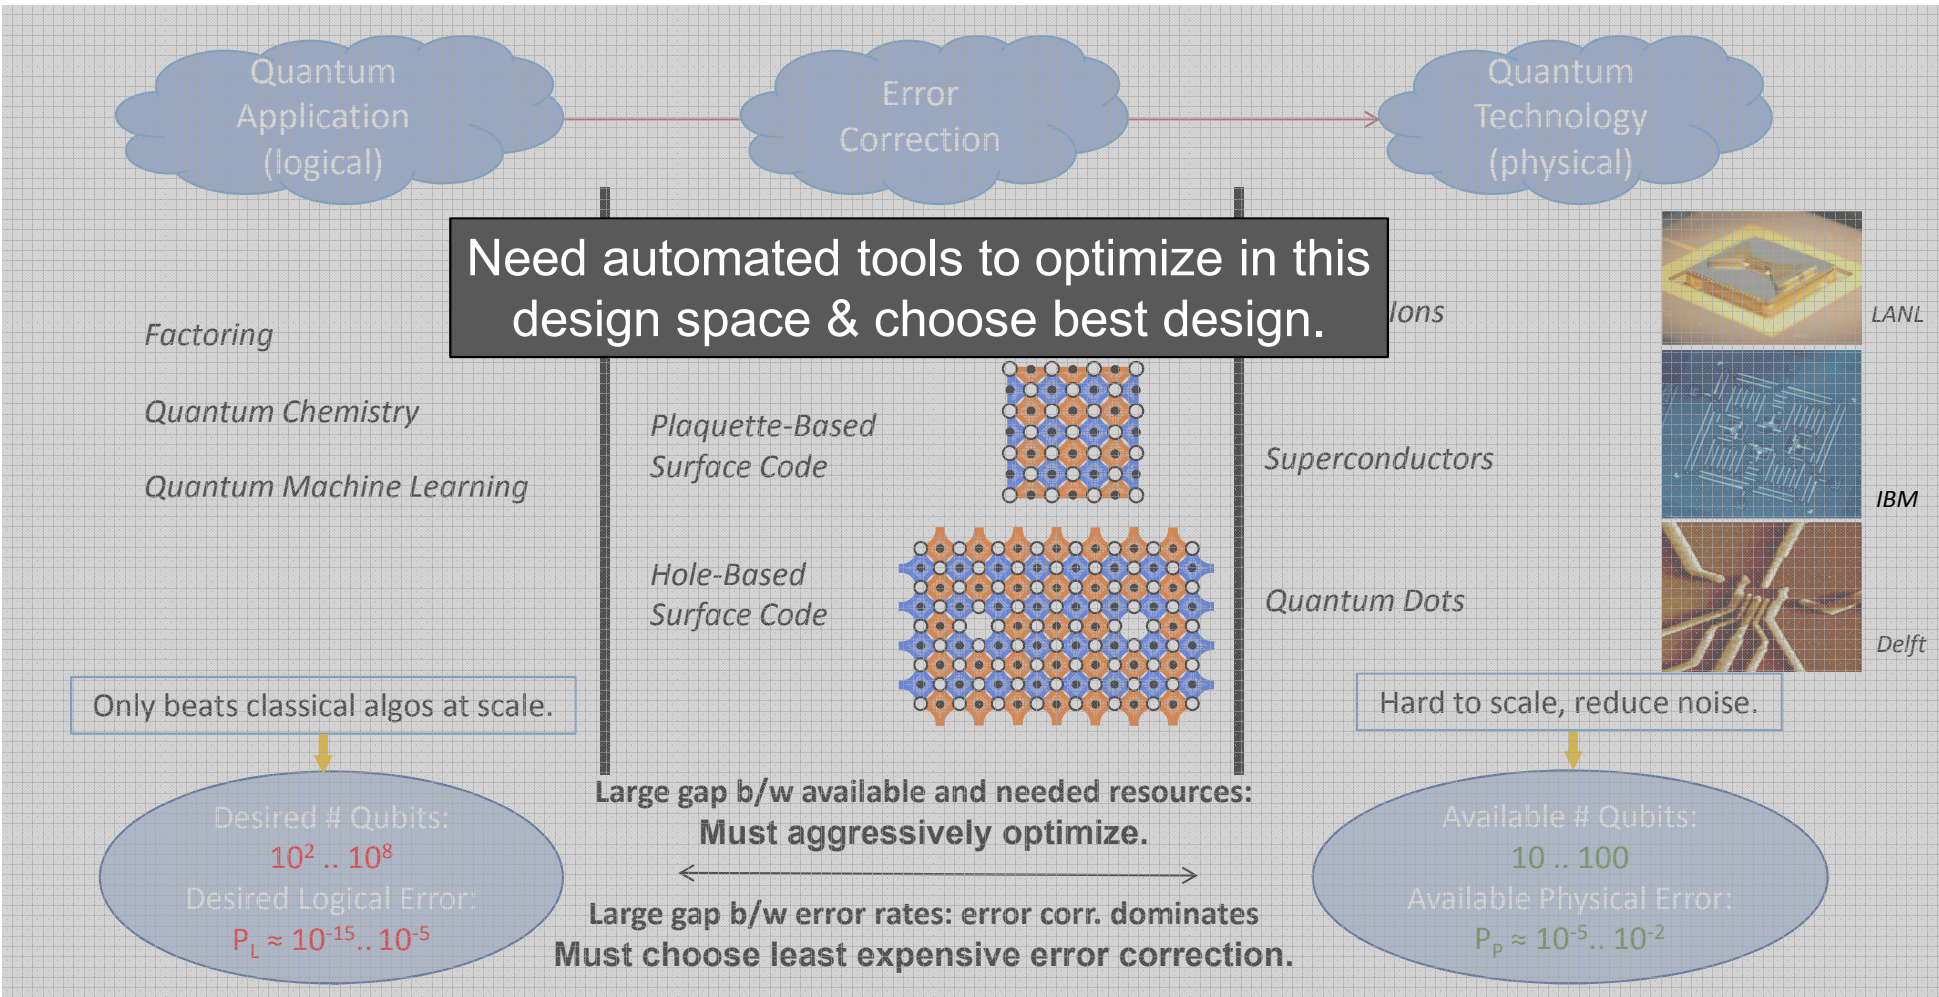 Quantum
Application
(logical)
Error
Correction
Quantum
Technology
(physical)
Need automated tools to optimize in this
design space & choose best design.
Factoring
Quantum Chemistry
Quantum Machine Learning
Plaquette-Based
Surface Code
Hole-Based
Surface Code
Ions
LANL
Superconductors
IBM
Quantum Dots
Delft
Only beats classical algos at scale.
Hard to scale, reduce noise.
Desired # Qubits:
10² .. 10⁸
Desired Logical Error:
P_L ≈ 10⁻¹⁵.. 10⁻⁵
Large gap b/w available and needed resources:
Must aggressively optimize.
Large gap b/w error rates: error corr. dominates
Must choose least expensive error correction.
Available # Qubits:
10 .. 100
Available Physical Error:
P_P ≈ 10⁻⁵.. 10⁻²